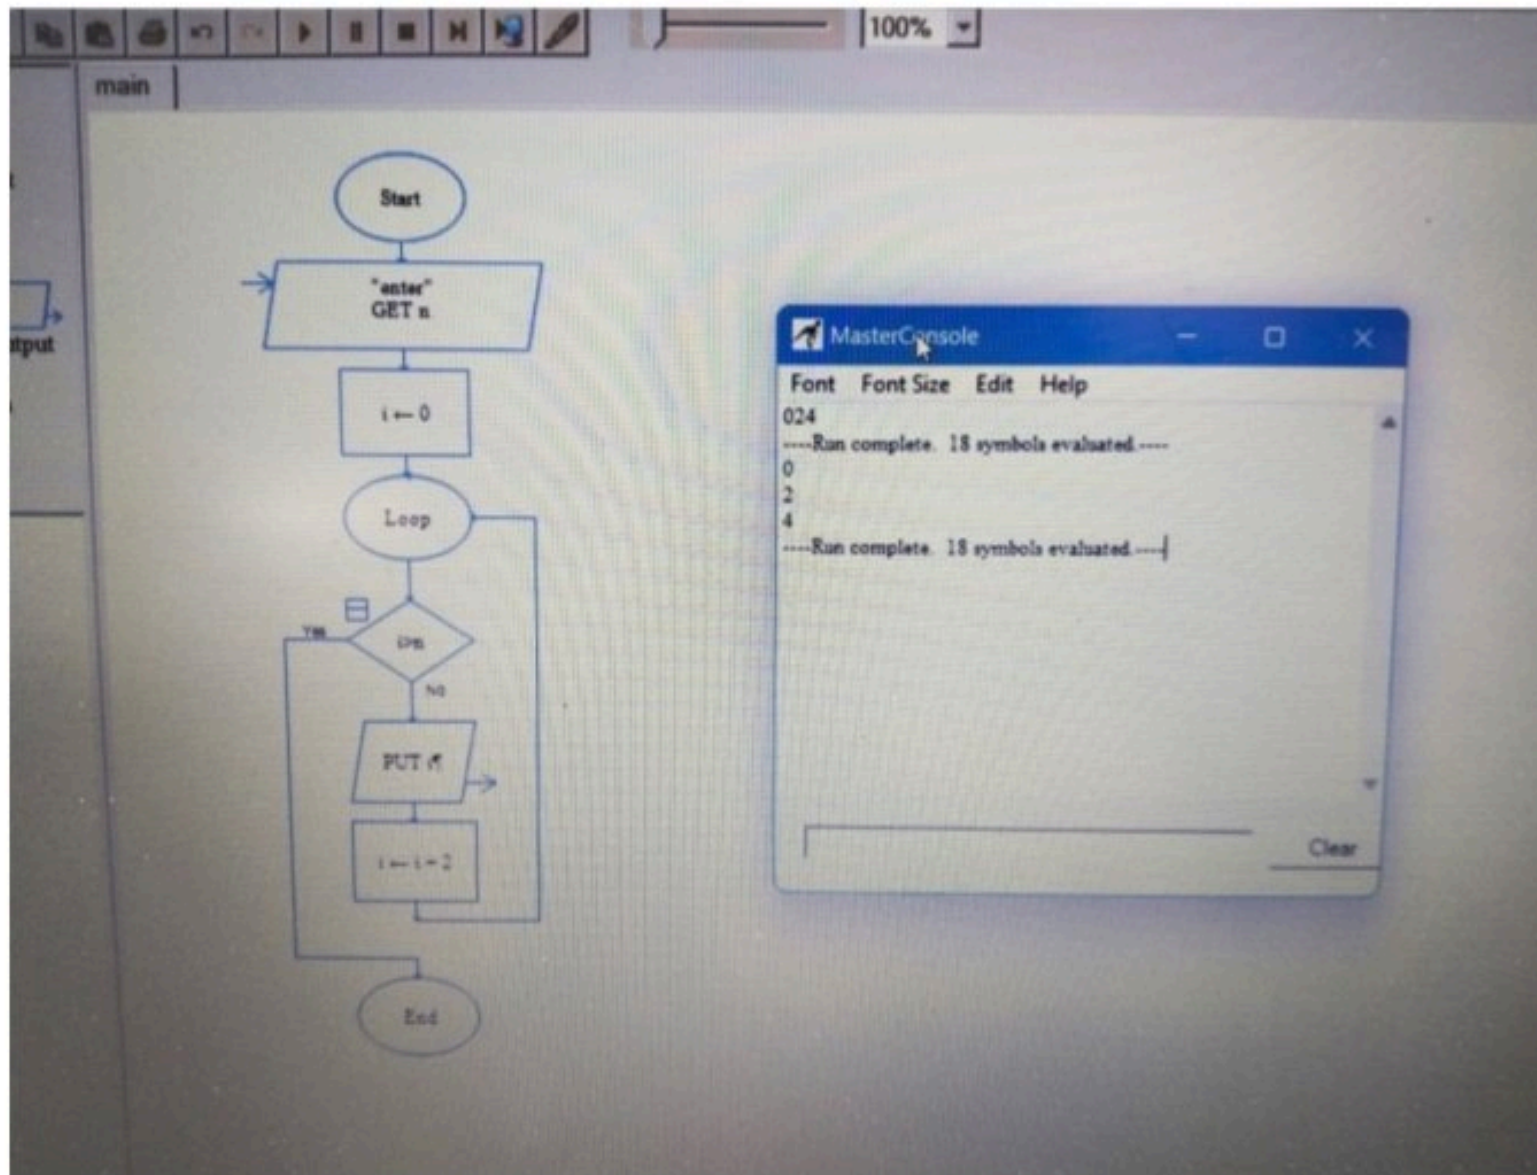 100%
main
Start
"enter"
GET n
i ← 0
Loop
Yes
i>n
No
PUT i¶
End
tput
MasterConsole
Font Font Size Edit Help
024
----Run complete. 18 symbols evaluated.----
0
2
4
----Run complete. 18 symbols evaluated.----
Clear